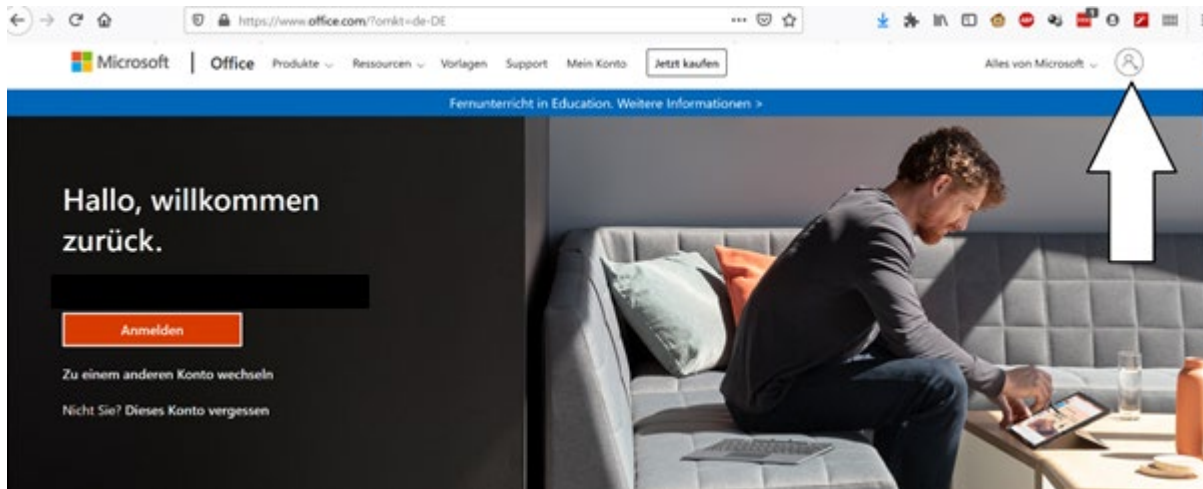 https://www.office.com/?omkt=de-DE
Microsoft Office Produkte Ressourcen Vorlagen Support Mein Konto Jetzt kaufen Alles von Microsoft
Fernunterricht in Education. Weitere Informationen >
Hallo, willkommen
zurück.
Anmelden
Zu einem anderen Konto wechseln
Nicht Sie? Dieses Konto vergessen